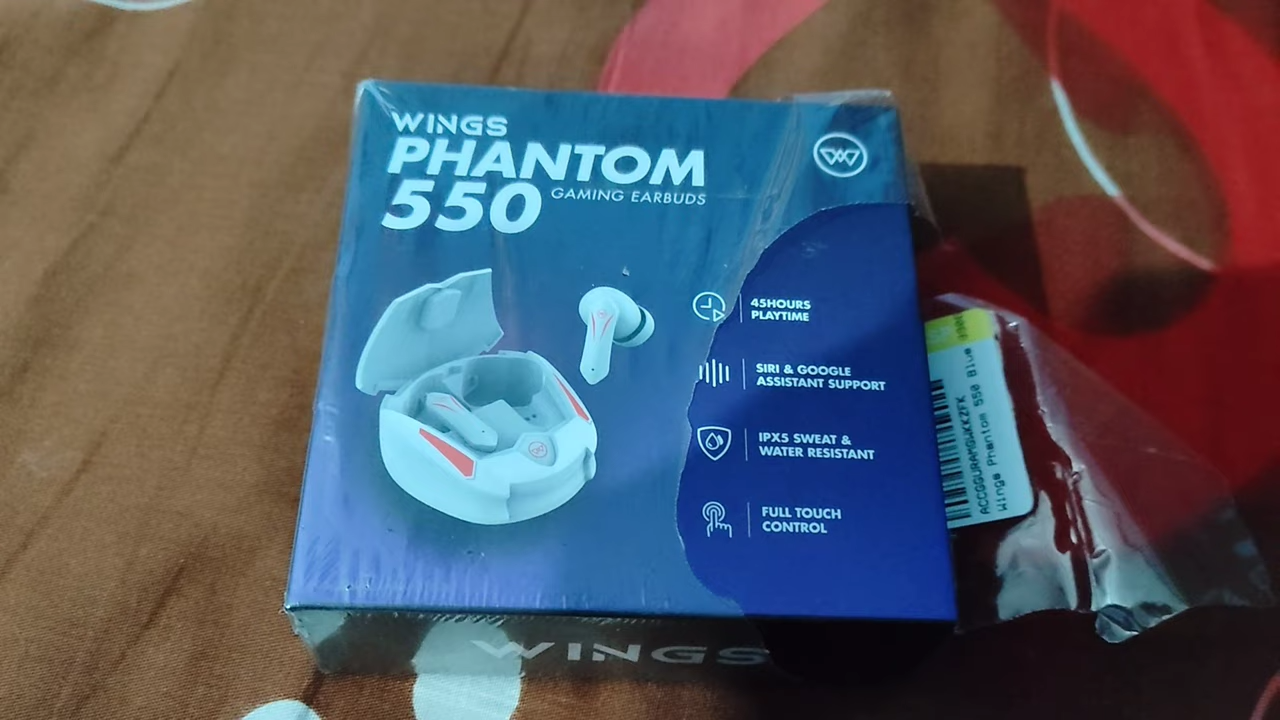 WINGS
PHANTOM
550 GAMING EARBUDS
45HOURS
PLAYTIME
SIRI & GOOGLE
ASSISTANT SUPPORT
IPX5 SWEAT &
WATER RESISTANT
FULL TOUCH
CONTROL
WINGS
Wings Phantom 550 Blue